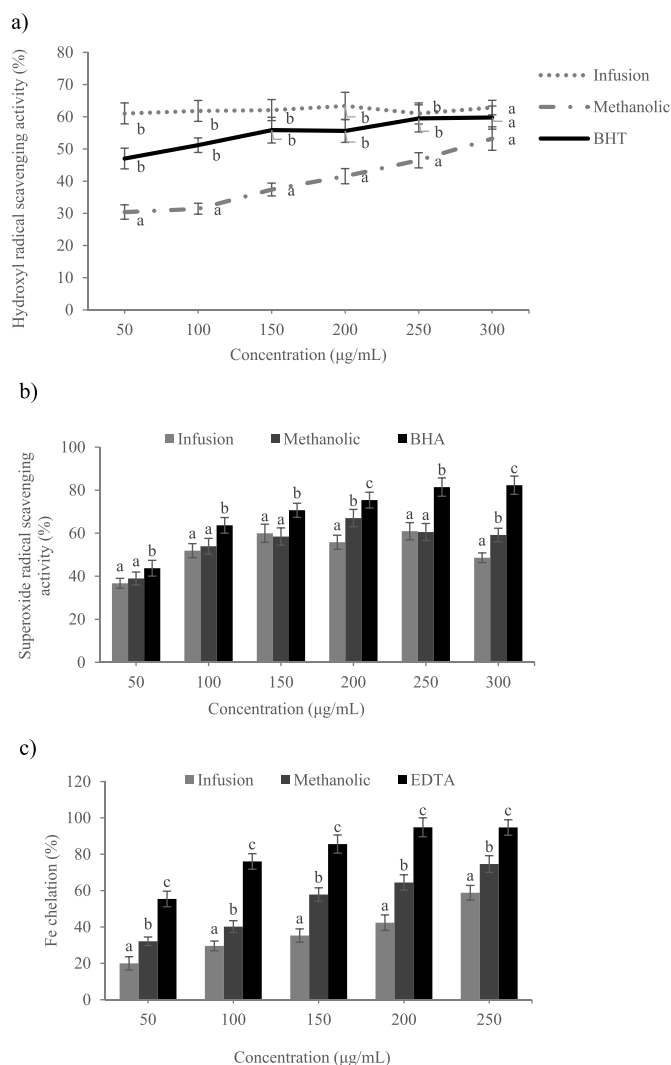 a)
Hydroxyl radical scavenging activity (%)
80
70
60
50
40
30
20
10
0
b b b b b a
b b b b b a
a a a a a a
50 100 150 200 250 300
Concentration (μg/mL)
Infusion
Methanolic
BHT
b)
Superoxide radical scavenging
activity (%)
Infusion Methanolic BHA
100
80
60
40
20
0
a a b a a b a a b a b c a a b a b c
50 100 150 200 250 300
Concentration (μg/mL)
c)
Fe chelation (%)
Infusion Methanolic EDTA
120
100
80
60
40
20
0
a b c a b c a b c a b c a b c
50 100 150 200 250
Concentration (μg/mL)